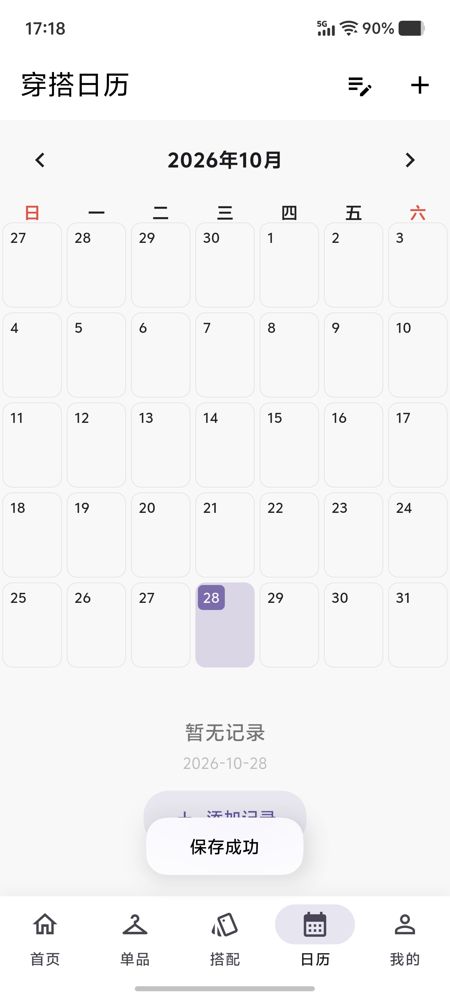 17:18 5G 90%
穿搭日历
2026年10月
日 一 二 三 四 五 六
27 28 29 30 1 2 3
4 5 6 7 8 9 10
11 12 13 14 15 16 17
18 19 20 21 22 23 24
25 26 27 28 29 30 31
暂无记录
2026-10-28
添加记录
保存成功
首页 单品 搭配 日历 我的